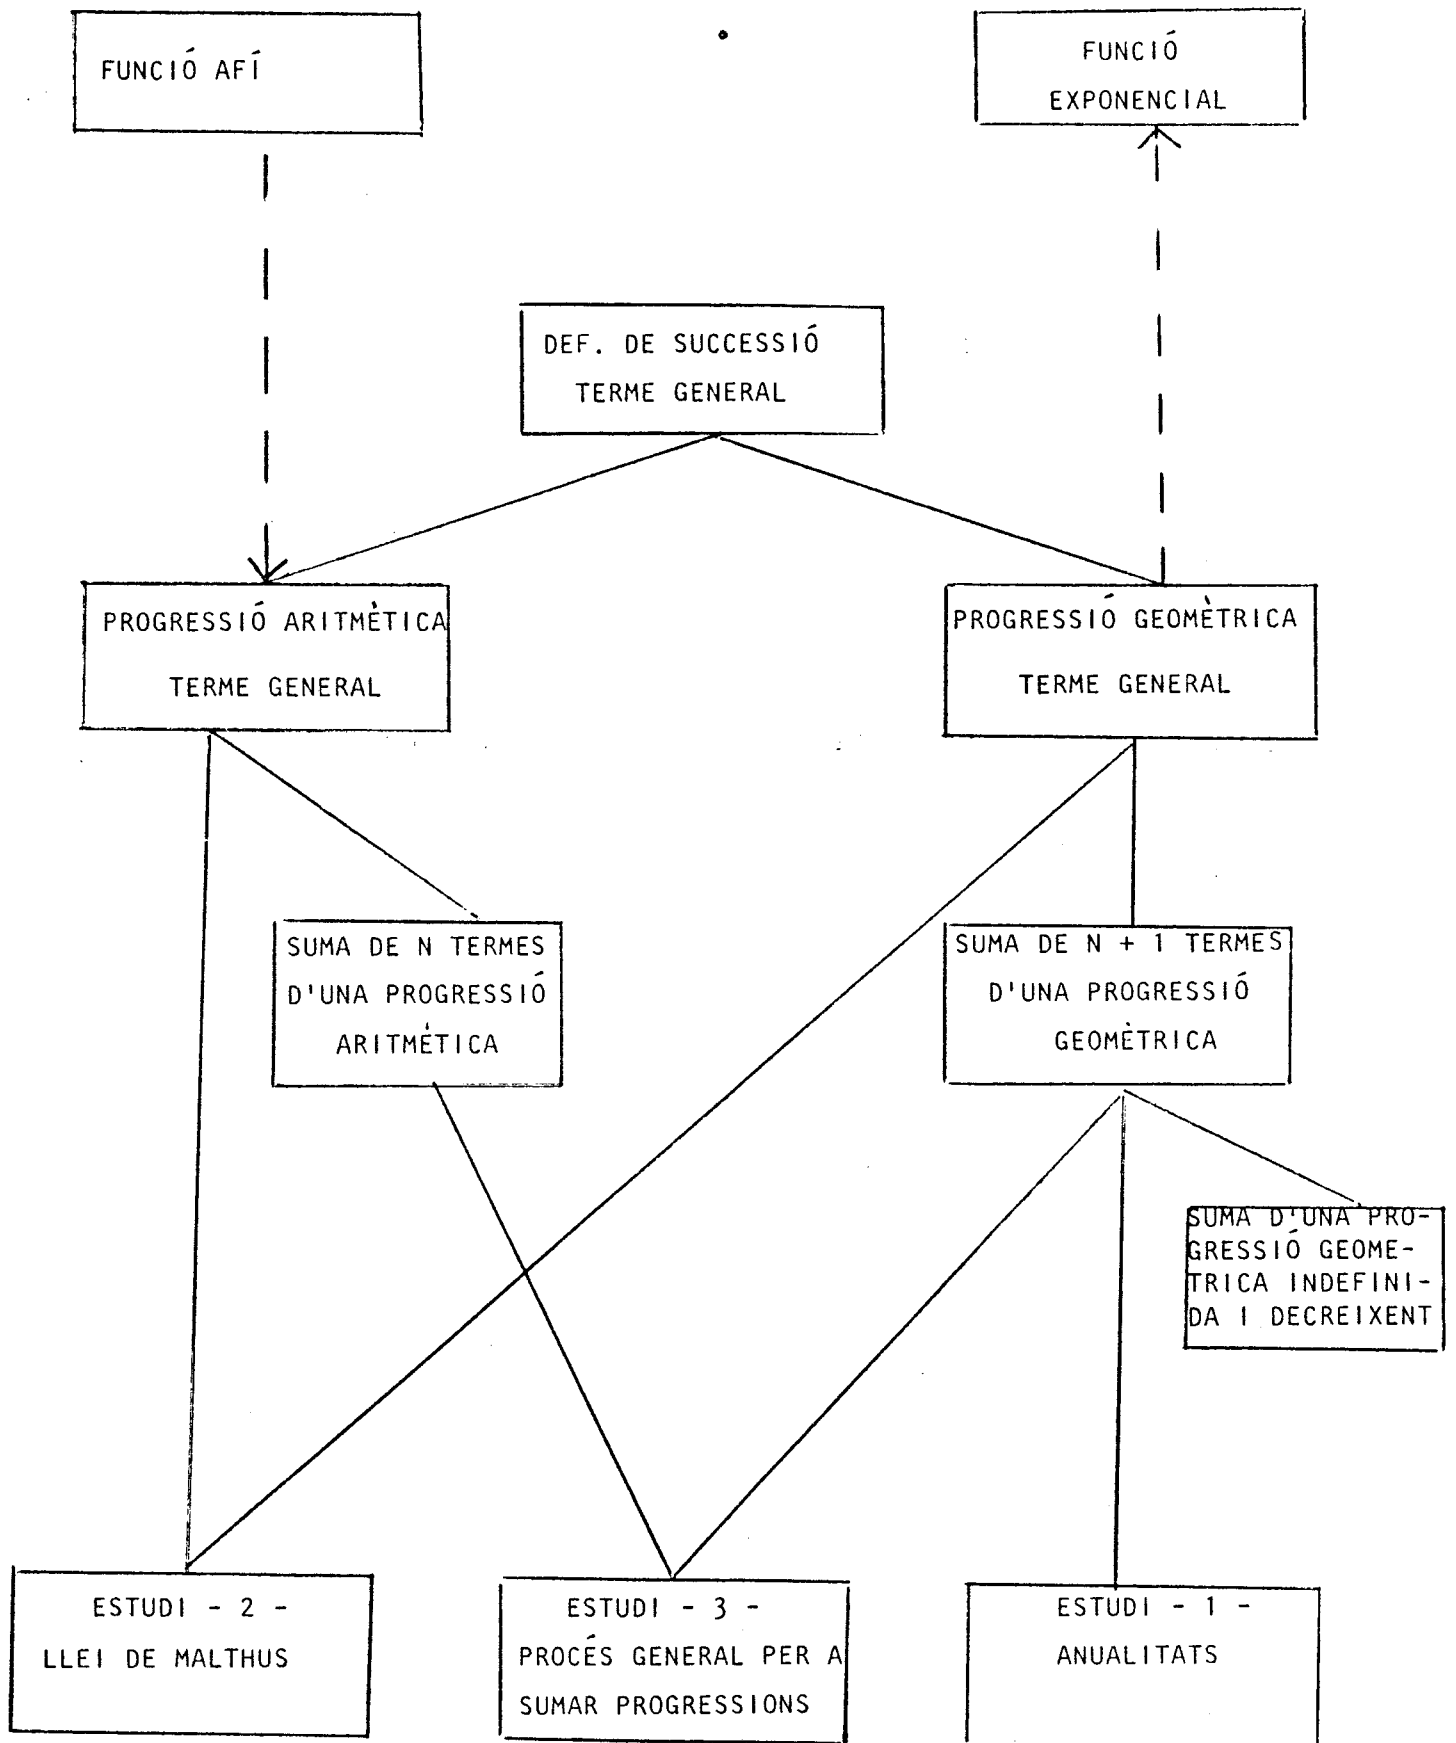 FUNCIÓ AFÍ
FUNCIÓ
EXPONENCIAL
DEF. DE SUCCESSIÓ
TERME GENERAL
PROGRESSIÓ ARITMÈTICA
TERME GENERAL
PROGRESSIÓ GEOMÈTRICA
TERME GENERAL
SUMA DE N TERMES
D'UNA PROGRESSIÓ
ARITMÈTICA
SUMA DE N + 1 TERMES
D'UNA PROGRESSIÓ
GEOMÈTRICA
SUMA D'UNA PRO-
GRESSIÓ GEOME-
TRICA INDEFINI-
DA I DECREIXENT
ESTUDI - 2 -
LLEI DE MALTHUS
ESTUDI - 3 -
PROCÉS GENERAL PER A
SUMAR PROGRESSIONS
ESTUDI - 1 -
ANUALITATS